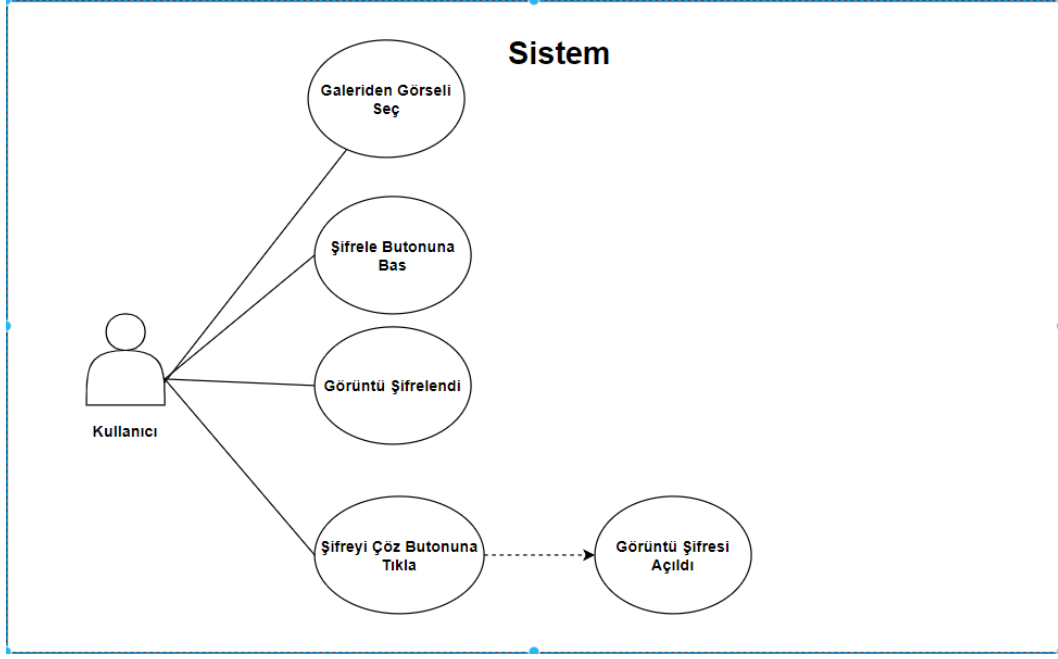 Sistem
Galeriden Görseli
Seç
Şifrele Butonuna
Bas
Görüntü Şifrelendi
Kullanıcı
Şifreyi Çöz Butonuna
Tıkla
Görüntü Şifresi
Açıldı